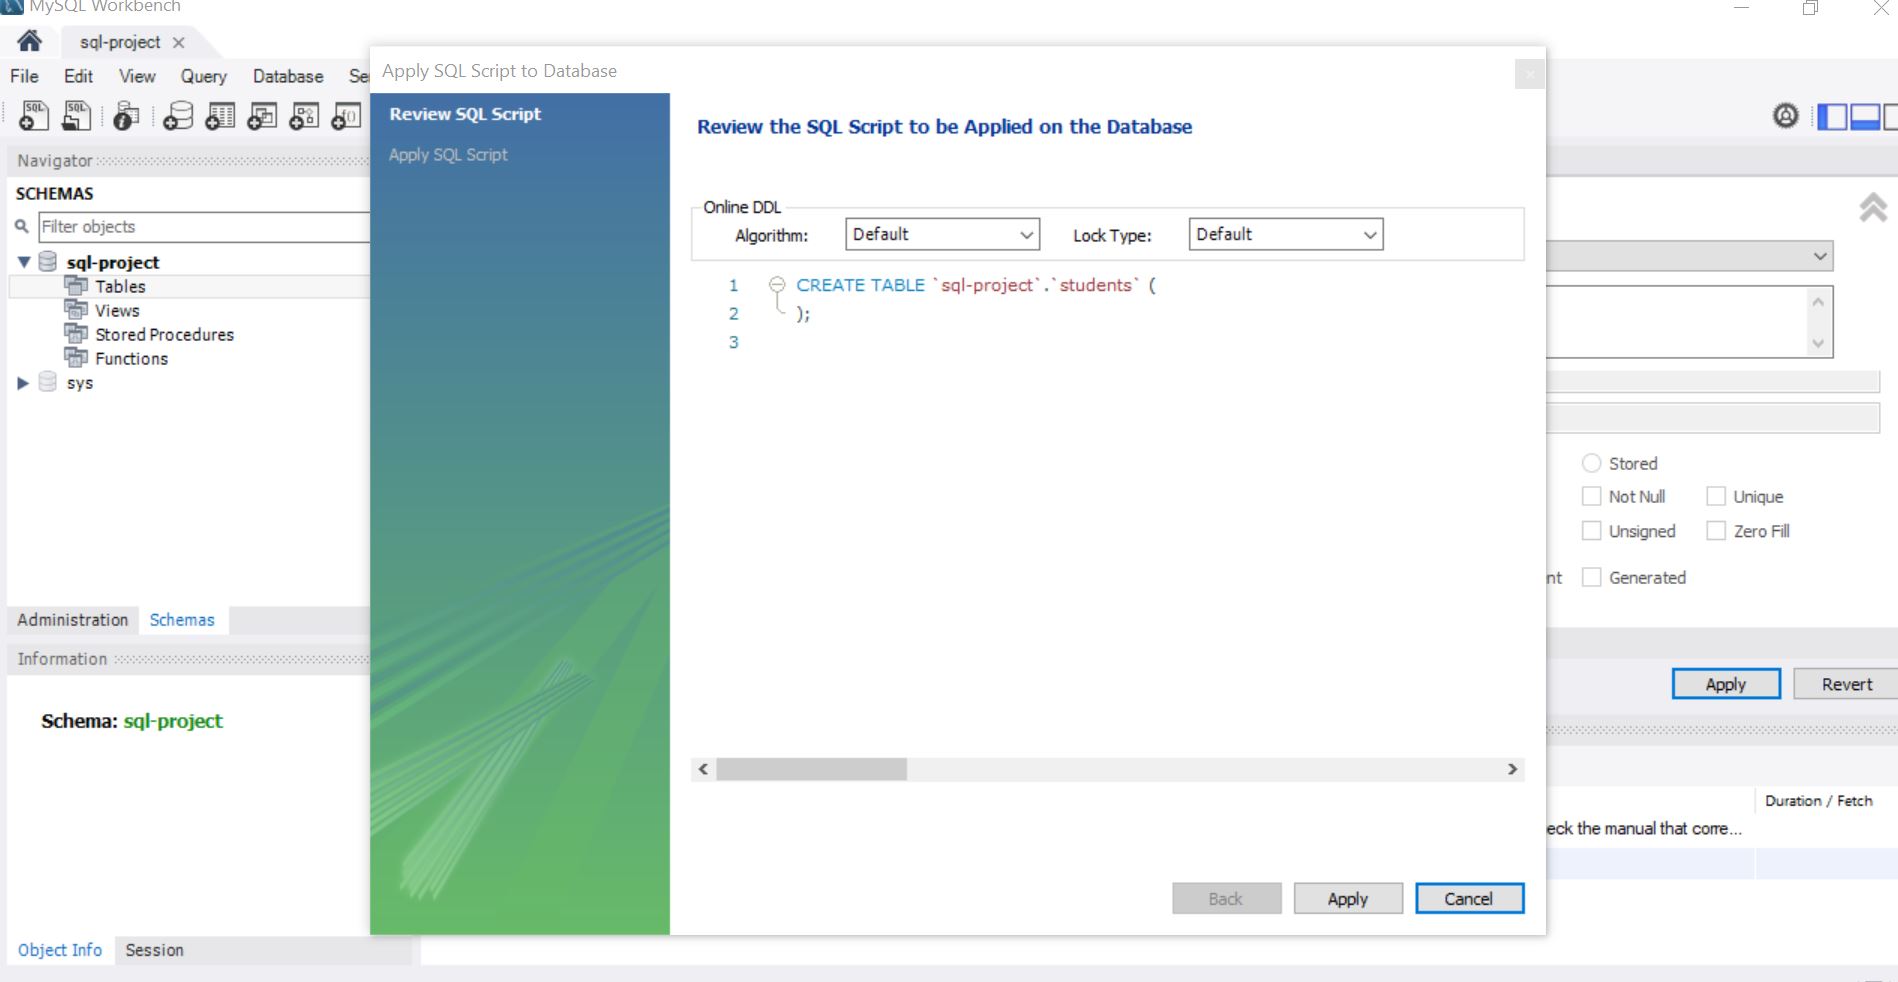 MySQL Workbench
sql-project
File Edit View Query Database Se
Apply SQL Script to Database
Review SQL Script
Apply SQL Script
Review the SQL Script to be Applied on the Database
Online DDL
Algorithm: Default Lock Type: Default
1 CREATE TABLE `sql-project`.`students` (
2 );
3
Back Apply Cancel
Navigator
SCHEMAS
Filter objects
sql-project
Tables
Views
Stored Procedures
Functions
sys
Administration Schemas
Information
Schema: sql-project
Object Info Session
Stored
Not Null Unique
Unsigned Zero Fill
nt Generated
Apply Revert
Duration / Fetch
eck the manual that corre...